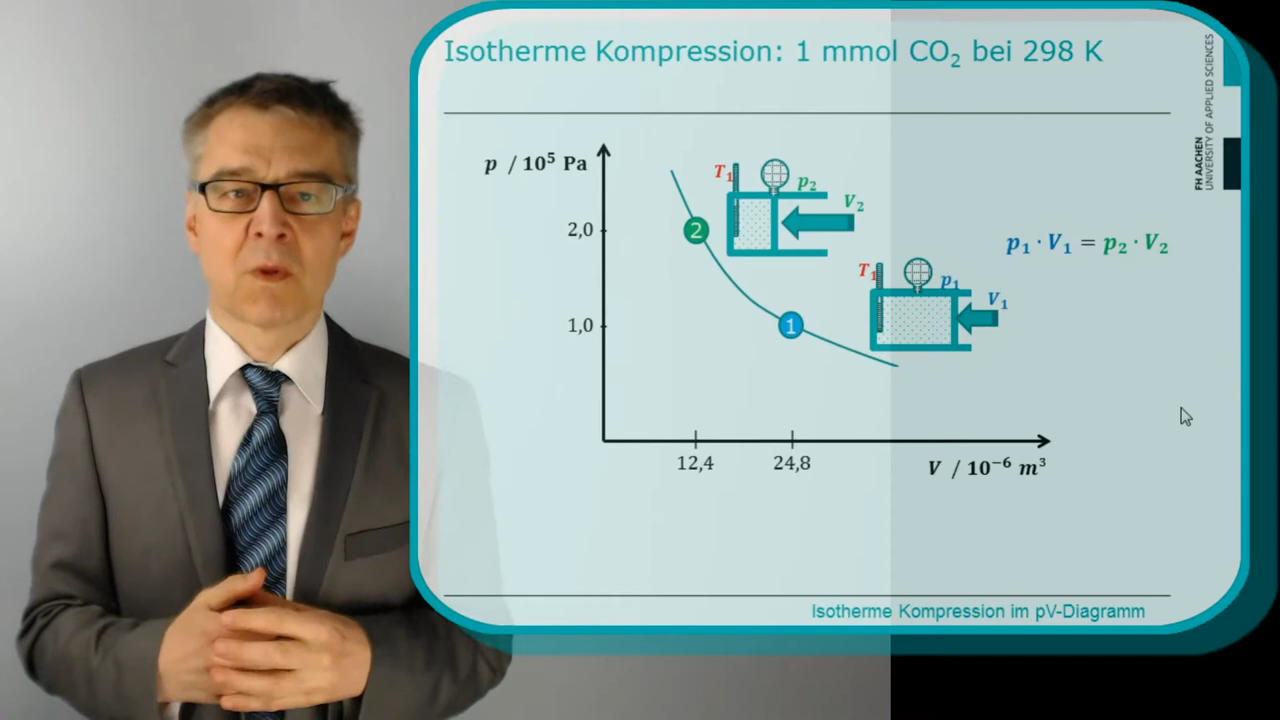 Isotherme Kompression: 1 mmol CO₂ bei 298 K
FH AACHEN
UNIVERSITY OF APPLIED SCIENCES
p / 10⁵ Pa
2,0
1,0
2
1
T₁
p₂
V₂
T₁
p₁
V₁
p₁ · V₁ = p₂ · V₂
12,4
24,8
V / 10⁻⁶ m³
Isotherme Kompression im pV-Diagramm